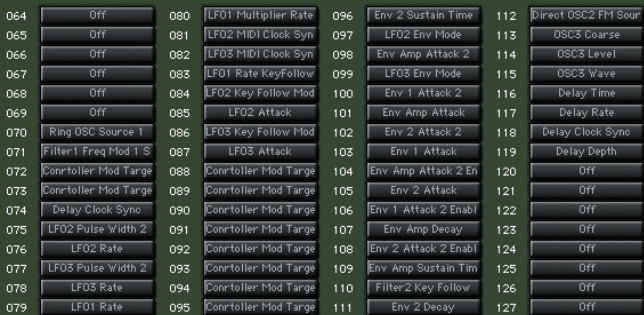 064 Off
065 Off
066 Off
067 Off
068 Off
069 Off
070 Ring OSC Source 1
071 Filter1 Freq Mod 1 S
072 Conrtoller Mod Targe
073 Conrtoller Mod Targe
074 Delay Clock Sync
075 LFO2 Pulse Width 2
076 LFO2 Rate
077 LFO3 Pulse Width 2
078 LFO3 Rate
079 LFO1 Rate
080 LFO1 Multiplier Rate
081 LFO2 MIDI Clock Syn
082 LFO3 MIDI Clock Syn
083 LFO1 Rate KeyFollow
084 LFO2 Key Follow Mod
085 LFO2 Attack
086 LFO3 Key Follow Mod
087 LFO3 Attack
088 Conrtoller Mod Targe
089 Conrtoller Mod Targe
090 Conrtoller Mod Targe
091 Conrtoller Mod Targe
092 Conrtoller Mod Targe
093 Conrtoller Mod Targe
094 Conrtoller Mod Targe
095 Conrtoller Mod Targe
096 Env 2 Sustain Time
097 LFO2 Env Mode
098 Env Amp Attack 2
099 LFO3 Env Mode
100 Env 1 Attack 2
101 Env Amp Attack
102 Env 2 Attack 2
103 Env 1 Attack
104 Env Amp Attack 2 En
105 Env 2 Attack
106 Env 1 Attack 2 Enabl
107 Env Amp Decay
108 Env 2 Attack 2 Enabl
109 Env Amp Sustain Tim
110 Filter2 Key Follow
111 Env 2 Decay
112 Direct OSC2 FM Sour
113 OSC3 Coarse
114 OSC3 Level
115 OSC3 Wave
116 Delay Time
117 Delay Rate
118 Delay Clock Sync
119 Delay Depth
120 Off
121 Off
122 Off
123 Off
124 Off
125 Off
126 Off
127 Off